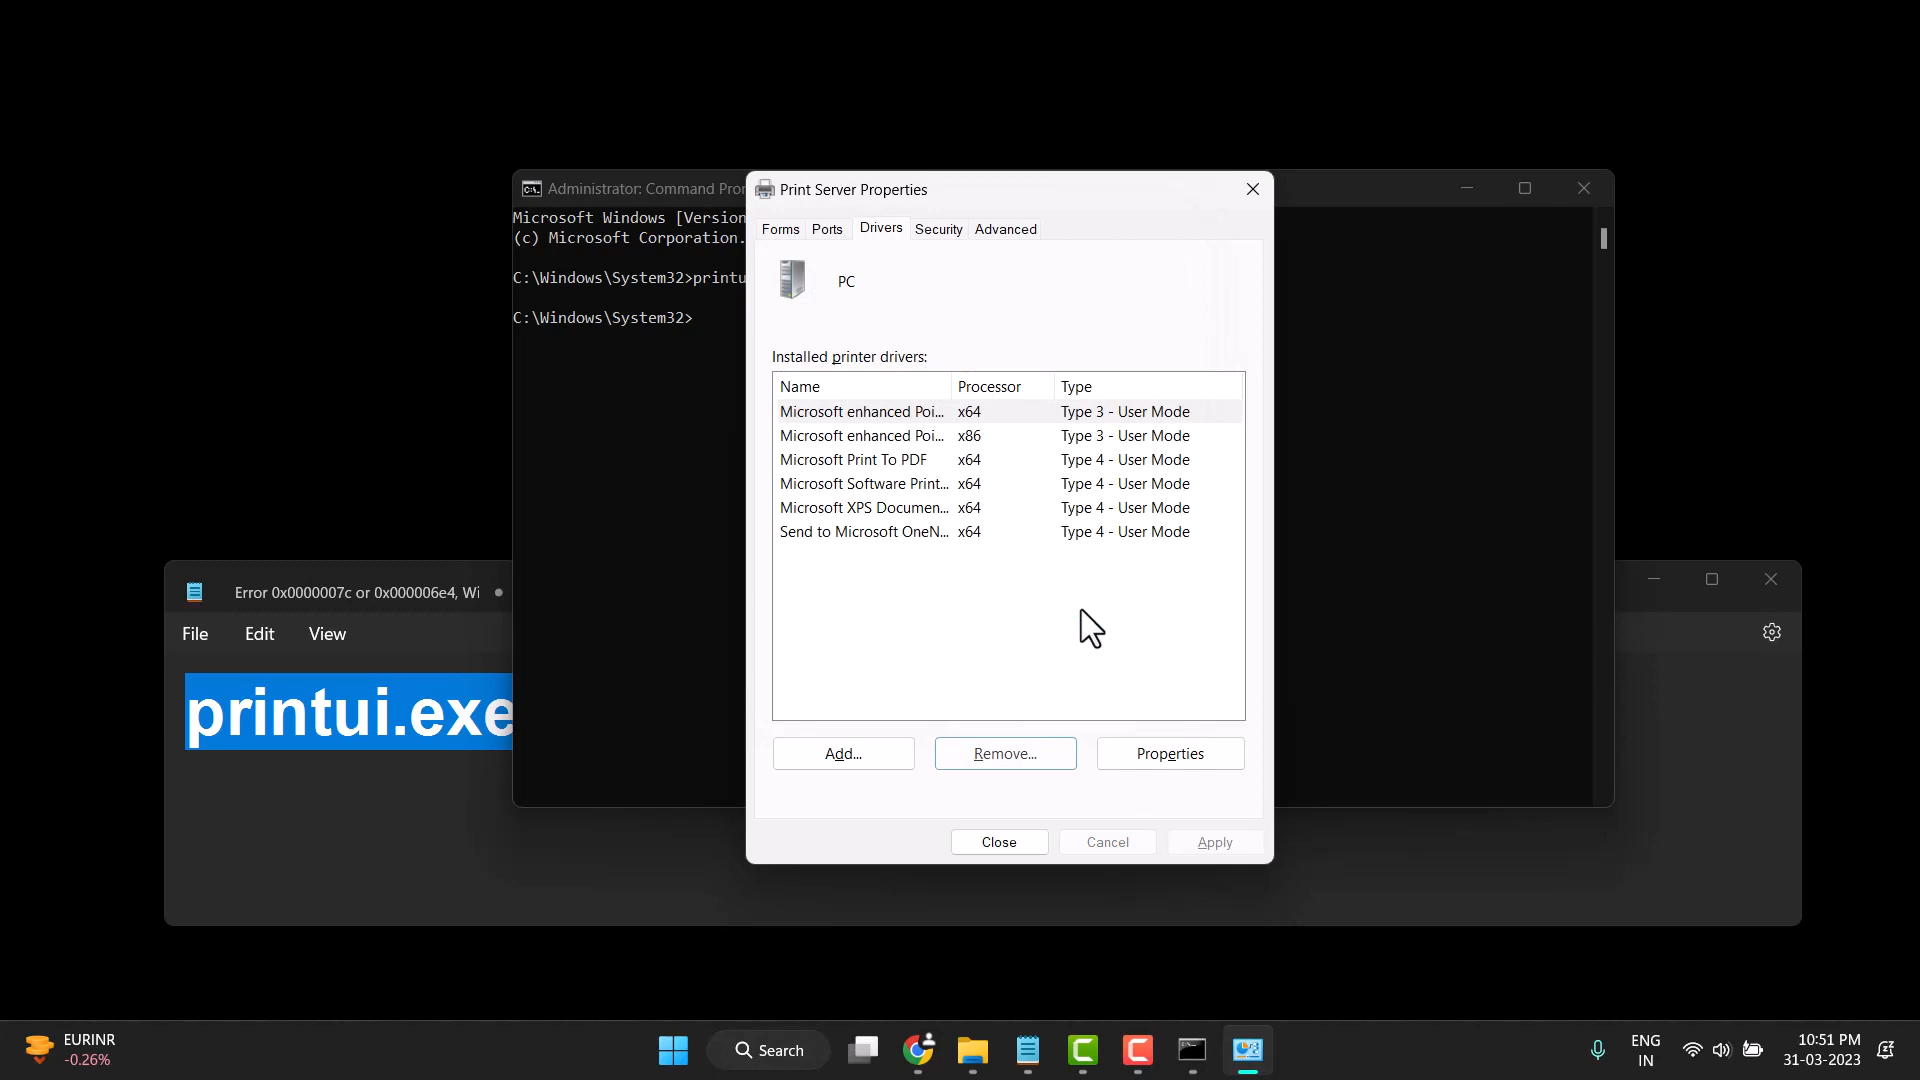 Administrator: Command Pror
Microsoft Windows [Version
(c) Microsoft Corporation.
C:\Windows\System32>printu
C:\Windows\System32>
Print Server Properties
Forms Ports Drivers Security Advanced
PC
Installed printer drivers:
Name Processor Type
Microsoft enhanced Poi... x64 Type 3 - User Mode
Microsoft enhanced Poi... x86 Type 3 - User Mode
Microsoft Print To PDF x64 Type 4 - User Mode
Microsoft Software Print... x64 Type 4 - User Mode
Microsoft XPS Documen... x64 Type 4 - User Mode
Send to Microsoft OneN... x64 Type 4 - User Mode
Add... Remove... Properties
Close Cancel Apply
Error 0x0000007c or 0x000006e4, Wi
File Edit View
printui.exe
EURINR
-0.26%
Search
ENG
IN
10:51 PM
31-03-2023